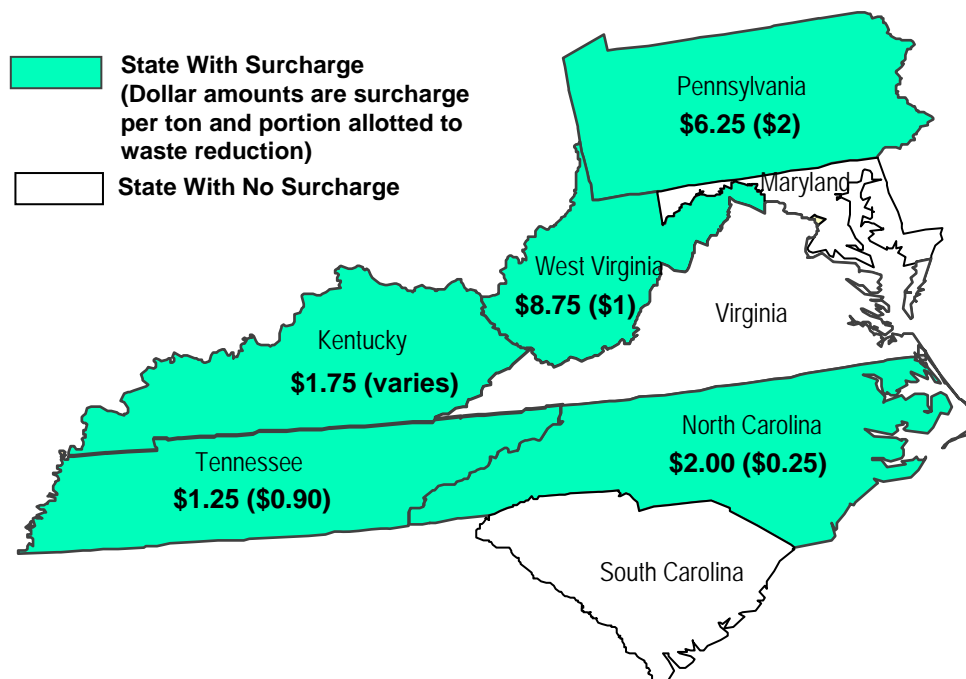 State With Surcharge
(Dollar amounts are surcharge
per ton and portion allotted to
waste reduction)
State With No Surcharge
Pennsylvania
$6.25 ($2)
Maryland
West Virginia
$8.75 ($1)
Virginia
Kentucky
$1.75 (varies)
North Carolina
$2.00 ($0.25)
Tennessee
$1.25 ($0.90)
South Carolina